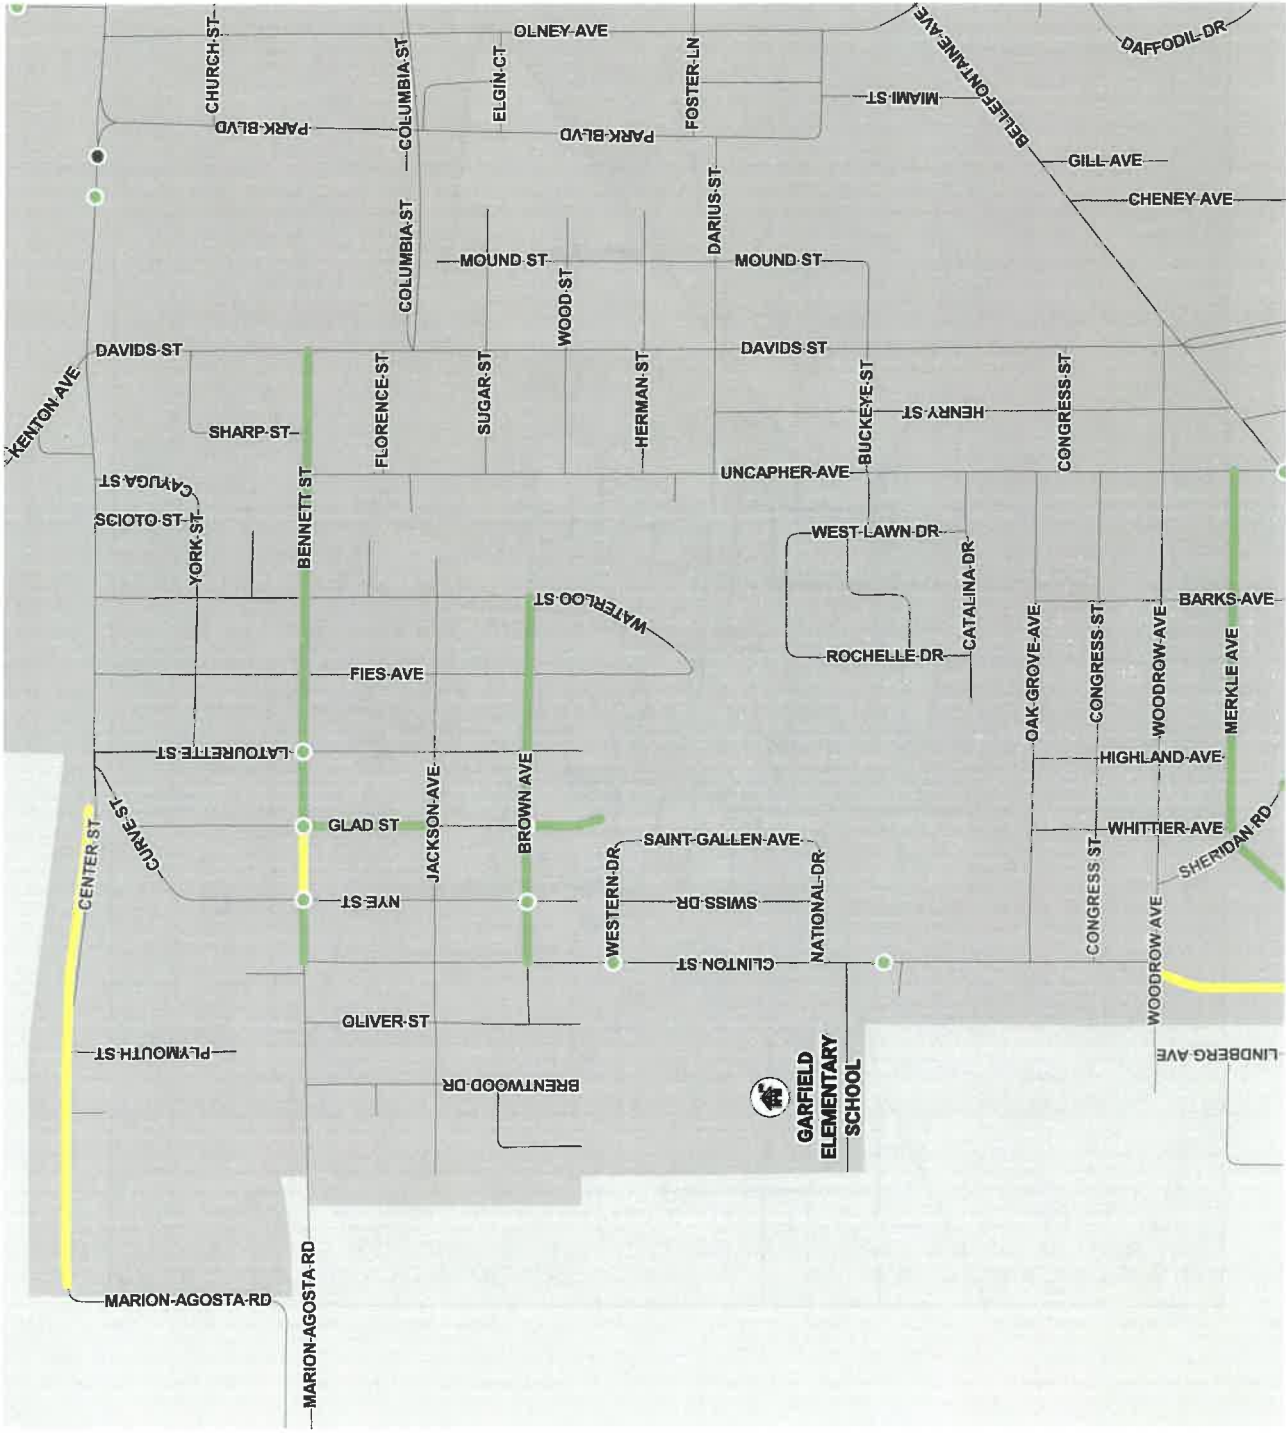 OLNEY AVE
CHURCH ST
COLUMBIA ST
ELGIN CT
FOSTER LN
BELLEFONTAINE AVE
DAFFODIL DR
MIAMI ST
PARK BLVD
PARK BLVD
GILL AVE
CHENEY AVE
COLUMBIA ST
DARIUS ST
MOUND ST
MOUND ST
WOOD ST
KENTON AVE
DAVIDS ST
DAVIDS ST
FLORENCE ST
SUGAR ST
HERMAN ST
BUCKEYE ST
CONGRESS ST
HENRY ST
SHARP ST
UNCAPHER AVE
CAYUGA ST
SCIOTO ST
YORK ST
BENNETT ST
WEST LAWN DR
CATALINA DR
WATERLOO ST
BARKS AVE
OAK GROVE AVE
CONGRESS ST
WOODROW AVE
MERKLE AVE
ROCHELLE DR
FIES AVE
LATOURETTE ST
HIGHLAND AVE
CENTER ST
CURVE ST
GLAD ST
JACKSON AVE
BROWN AVE
SAINT GALLEN AVE
WHITTIER AVE
SHERIDAN RD
CONGRESS ST
NYE ST
WESTERN DR
SWISS DR
NATIONAL DR
WOODROW AVE
CLINTON ST
OLIVER ST
PLYMOUTH ST
BRENTWOOD DR
LINDBERG AVE
GARFIELD
ELEMENTARY
SCHOOL
MARION-AGOSTA RD
MARION-AGOSTA RD